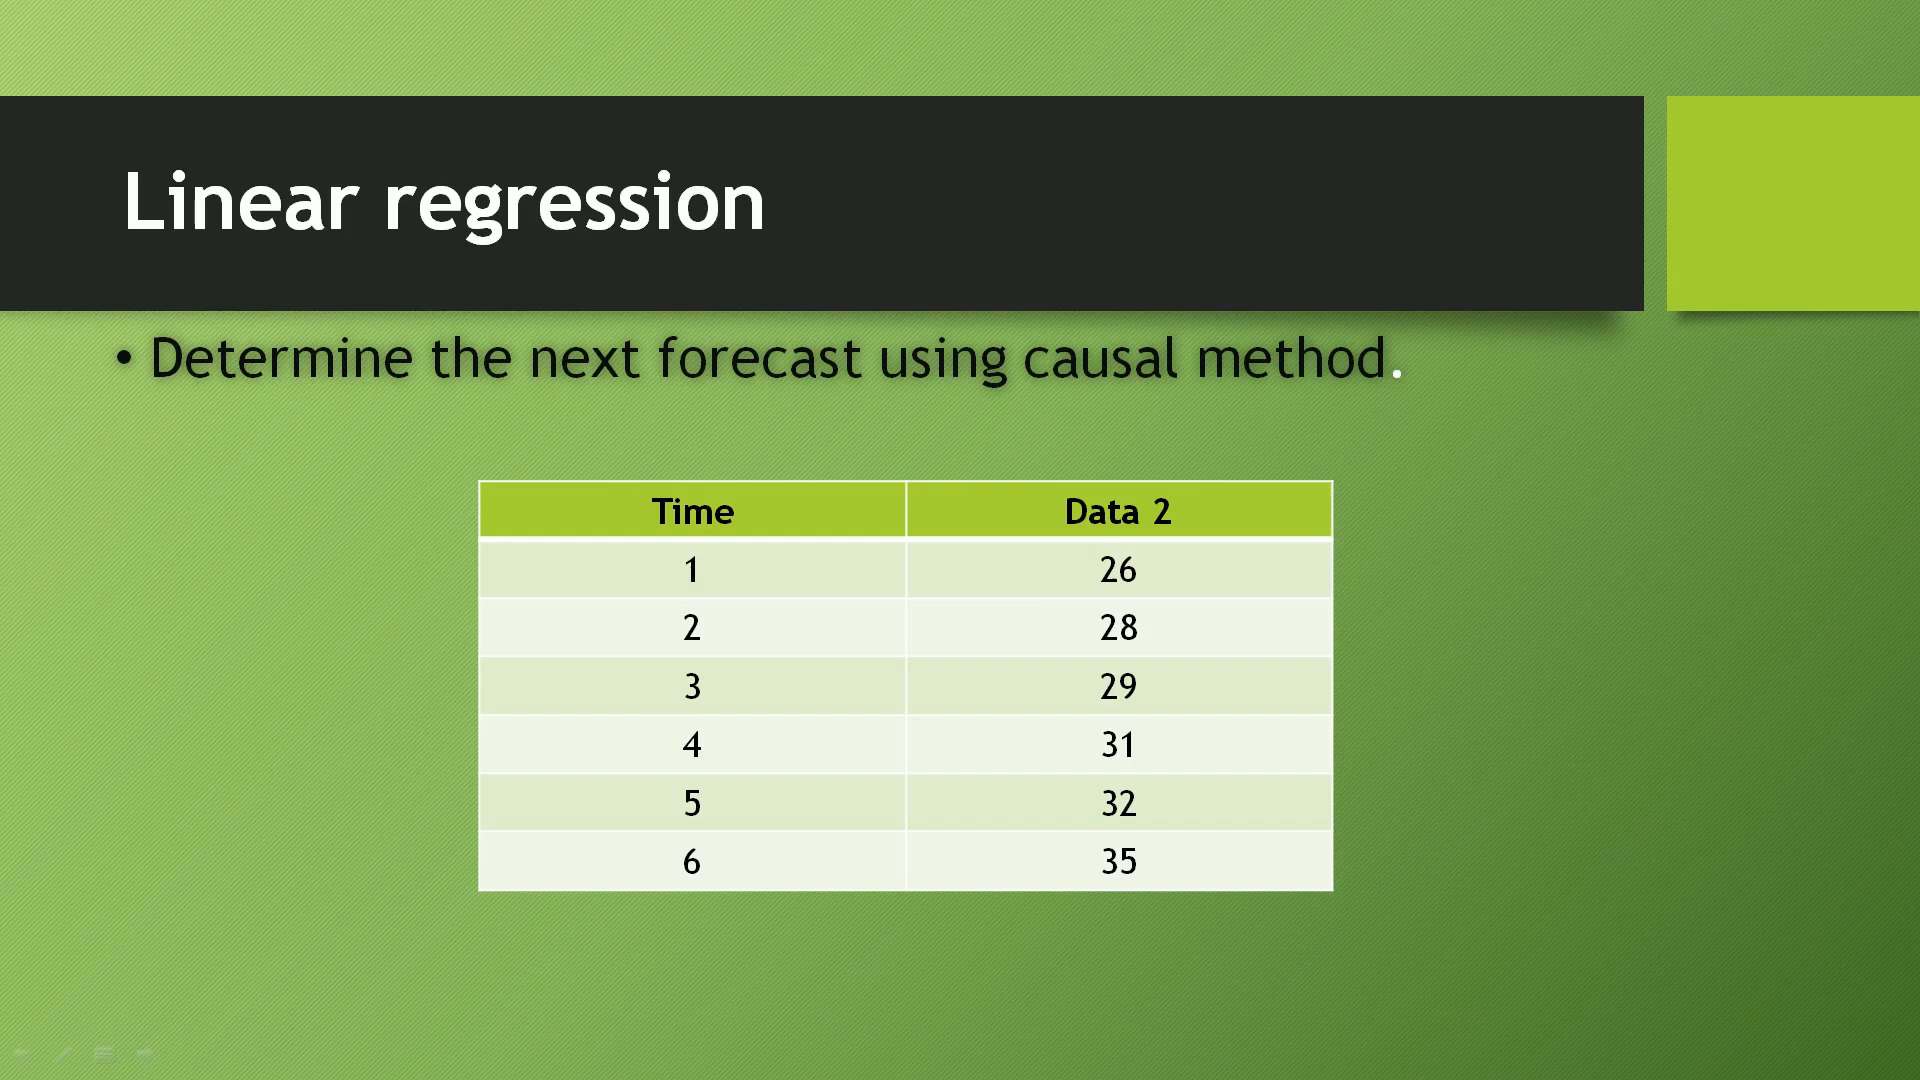 Linear regression
• Determine the next forecast using causal method.
Time Data 2
1 26
2 28
3 29
4 31
5 32
6 35